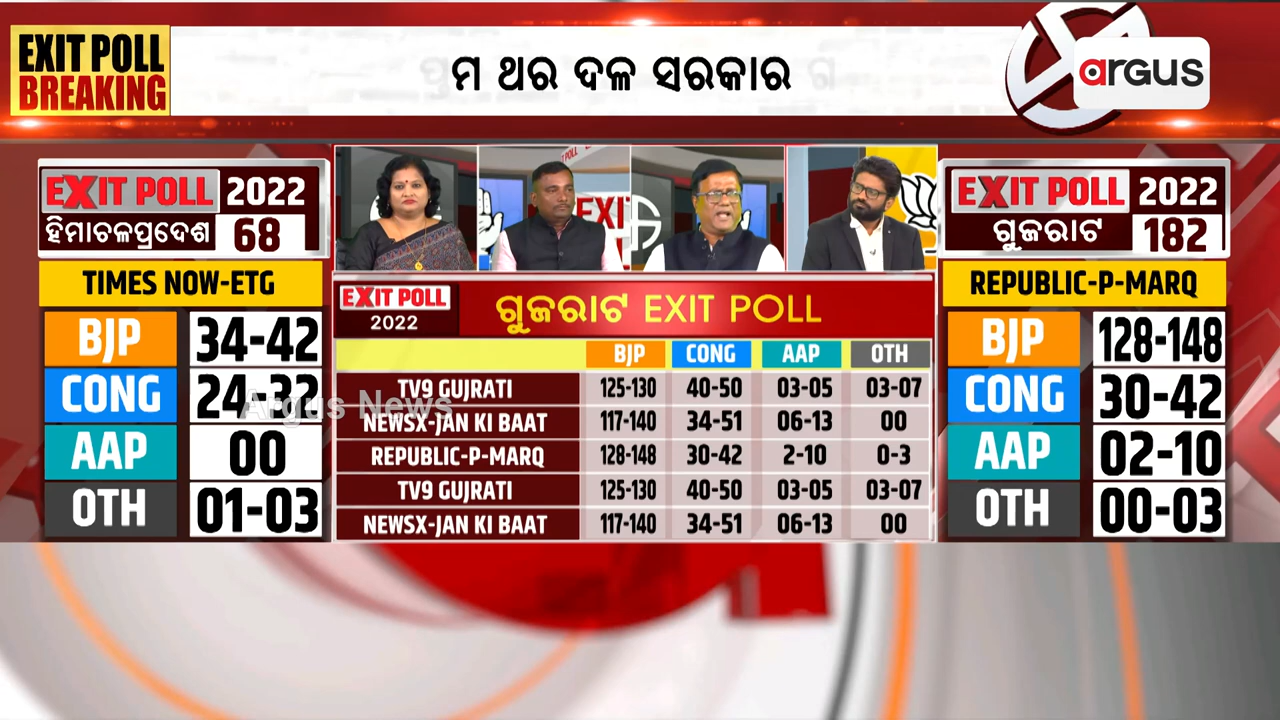 EXIT POLL
BREAKING
ମ ଥର ଦଳ ସରକାର
argus
EXIT POLL 2022
ହିମାଚଳପ୍ରଦେଶ 68
TIMES NOW-ETG
BJP 34-42
CONG 24-32
AAP 00
OTH 01-03
EXIT
EXIT POLL
2022
ଗୁଜରାଟ EXIT POLL
BJP CONG AAP OTH
TV9 GUJRATI 125-130 40-50 03-05 03-07
NEWSX-JAN KI BAAT 117-140 34-51 06-13 00
REPUBLIC-P-MARQ 128-148 30-42 2-10 0-3
TV9 GUJRATI 125-130 40-50 03-05 03-07
NEWSX-JAN KI BAAT 117-140 34-51 06-13 00
Argus News
EXIT POLL 2022
ଗୁଜରାଟ 182
REPUBLIC-P-MARQ
BJP 128-148
CONG 30-42
AAP 02-10
OTH 00-03